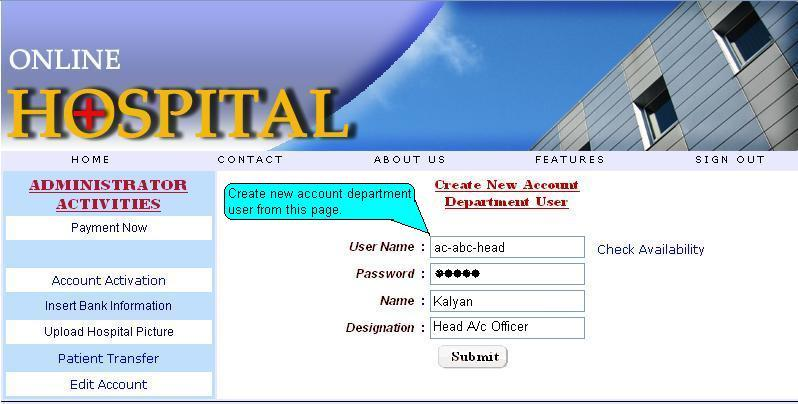 ONLINE
HOSPITAL
HOME CONTACT ABOUT US FEATURES SIGN OUT
ADMINISTRATOR
ACTIVITIES
Payment Now
Account Activation
Insert Bank Information
Upload Hospital Picture
Patient Transfer
Edit Account
Create new account department
user from this page.
Create New Account
Department User
User Name : ac-abc-head Check Availability
Password : ●●●●●
Name : Kalyan
Designation : Head A/c Officer
Submit